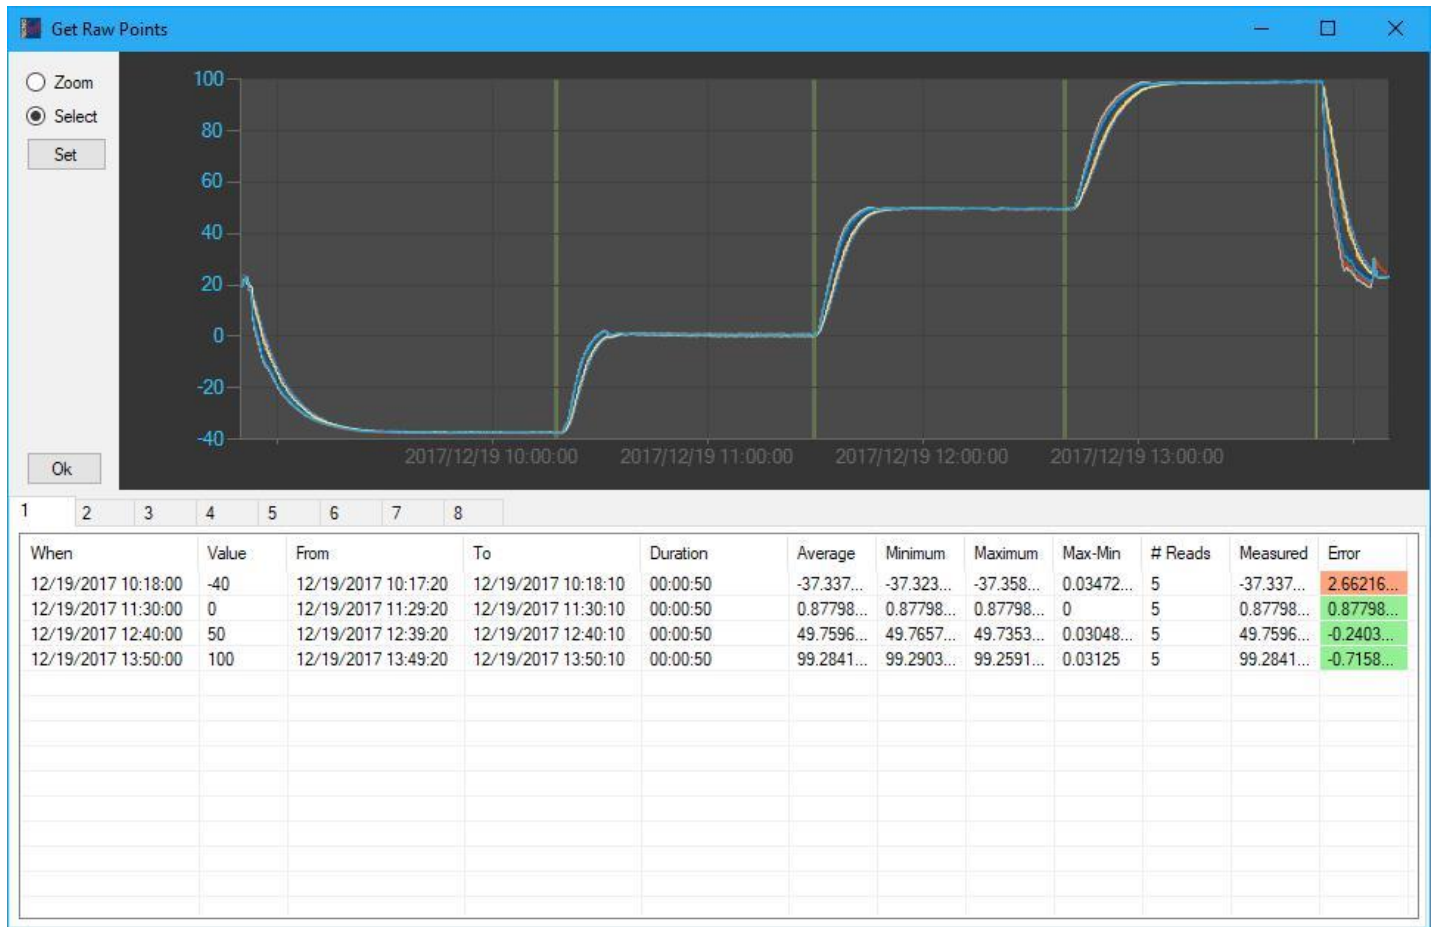 Get Raw Points
Zoom
Select
Set
Ok
100
80
60
40
20
0
-20
-40
2017/12/19 10:00:00 2017/12/19 11:00:00 2017/12/19 12:00:00 2017/12/19 13:00:00
1 2 3 4 5 6 7 8
When Value From To Duration Average Minimum Maximum Max-Min # Reads Measured Error
12/19/2017 10:18:00 -40 12/19/2017 10:17:20 12/19/2017 10:18:10 00:00:50 -37.337... -37.323... -37.358... 0.03472... 5 -37.337... 2.66216...
12/19/2017 11:30:00 0 12/19/2017 11:29:20 12/19/2017 11:30:10 00:00:50 0.87798... 0.87798... 0.87798... 0 5 0.87798... 0.87798...
12/19/2017 12:40:00 50 12/19/2017 12:39:20 12/19/2017 12:40:10 00:00:50 49.7596... 49.7657... 49.7353... 0.03048... 5 49.7596... -0.2403...
12/19/2017 13:50:00 100 12/19/2017 13:49:20 12/19/2017 13:50:10 00:00:50 99.2841... 99.2903... 99.2591... 0.03125 5 99.2841... -0.7158...